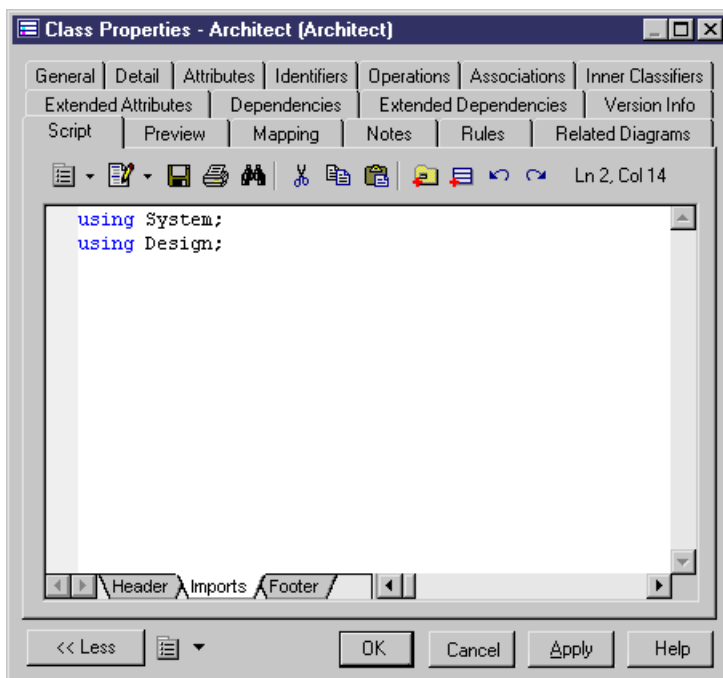 Class Properties - Architect (Architect)
General Detail Attributes Identifiers Operations Associations Inner Classifiers
Extended Attributes Dependencies Extended Dependencies Version Info
Script Preview Mapping Notes Rules Related Diagrams
Ln 2, Col 14
using System;
using Design;
Header Imports Footer
<< Less OK Cancel Apply Help